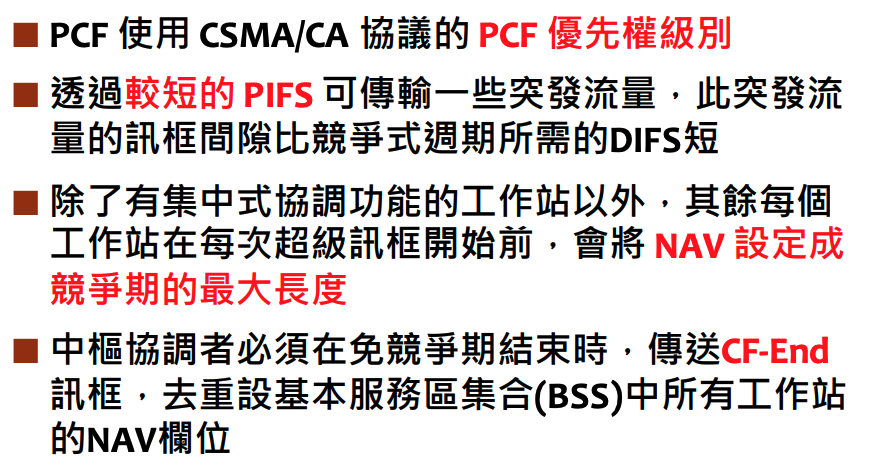 PCF 使用 CSMA/CA 協議的 PCF 優先權級別
透過較短的 PIFS 可傳輸一些突發流量,此突發流
量的訊框間隙比競爭式週期所需的DIFS短
除了有集中式協調功能的工作站以外,其餘每個
工作站在每次超級訊框開始前,會將 NAV 設定成
競爭期的最大長度
中樞協調者必須在免競爭期結束時,傳送CF-End
訊框,去重設基本服務區集合(BSS)中所有工作站
的NAV欄位